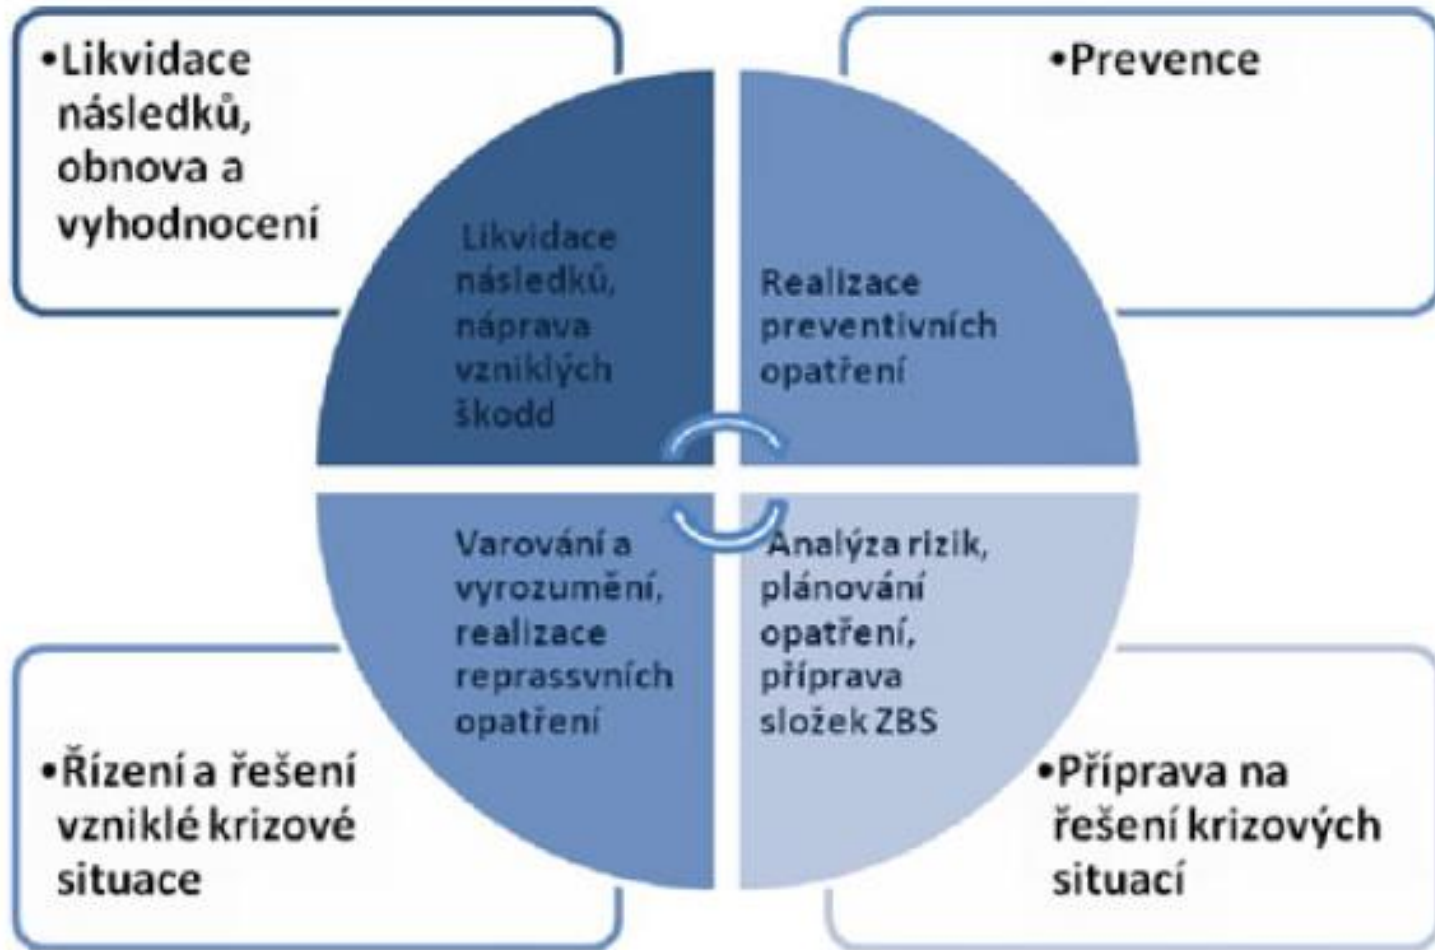 •Likvidace
následků,
obnova a
vyhodnocení
•Prevence
Likvidace
následků,
náprava
vzniklých
škodd
Realizace
preventivních
opatření
Varování a
vyrozumění,
realizace
reprassvních
opatření
Analýza rizik,
plánování
opatření,
příprava
složek ZBS
•Řízení a řešení
vzniklé krizové
situace
•Příprava na
řešení krizových
situací